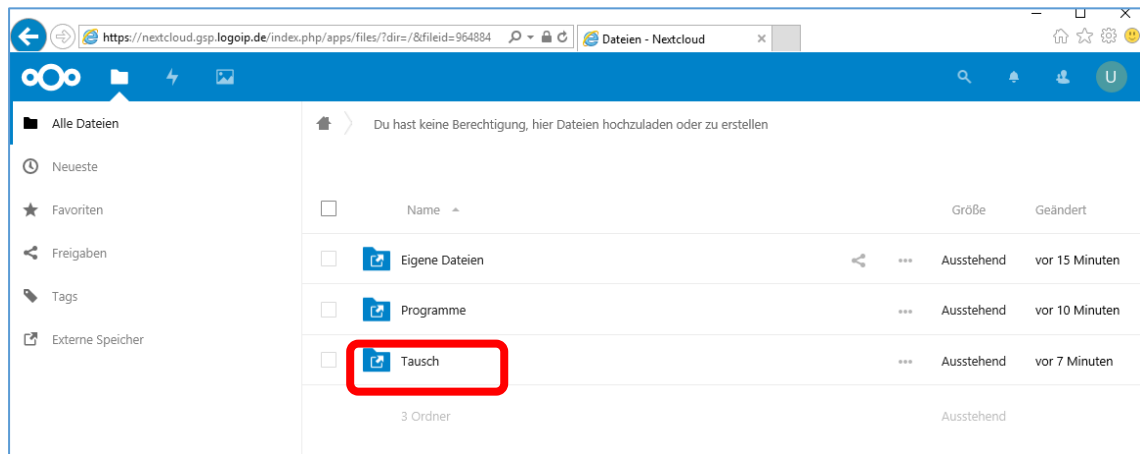 https://nextcloud.gsp.logoip.de/index.php/apps/files/?dir=/&fileid=964884
Dateien - Nextcloud
U
Alle Dateien
Du hast keine Berechtigung, hier Dateien hochzuladen oder zu erstellen
Neueste
Favoriten
Name Größe Geändert
Freigaben
Eigene Dateien Ausstehend vor 15 Minuten
Tags
Programme Ausstehend vor 10 Minuten
Externe Speicher
Tausch Ausstehend vor 7 Minuten
3 Ordner Ausstehend